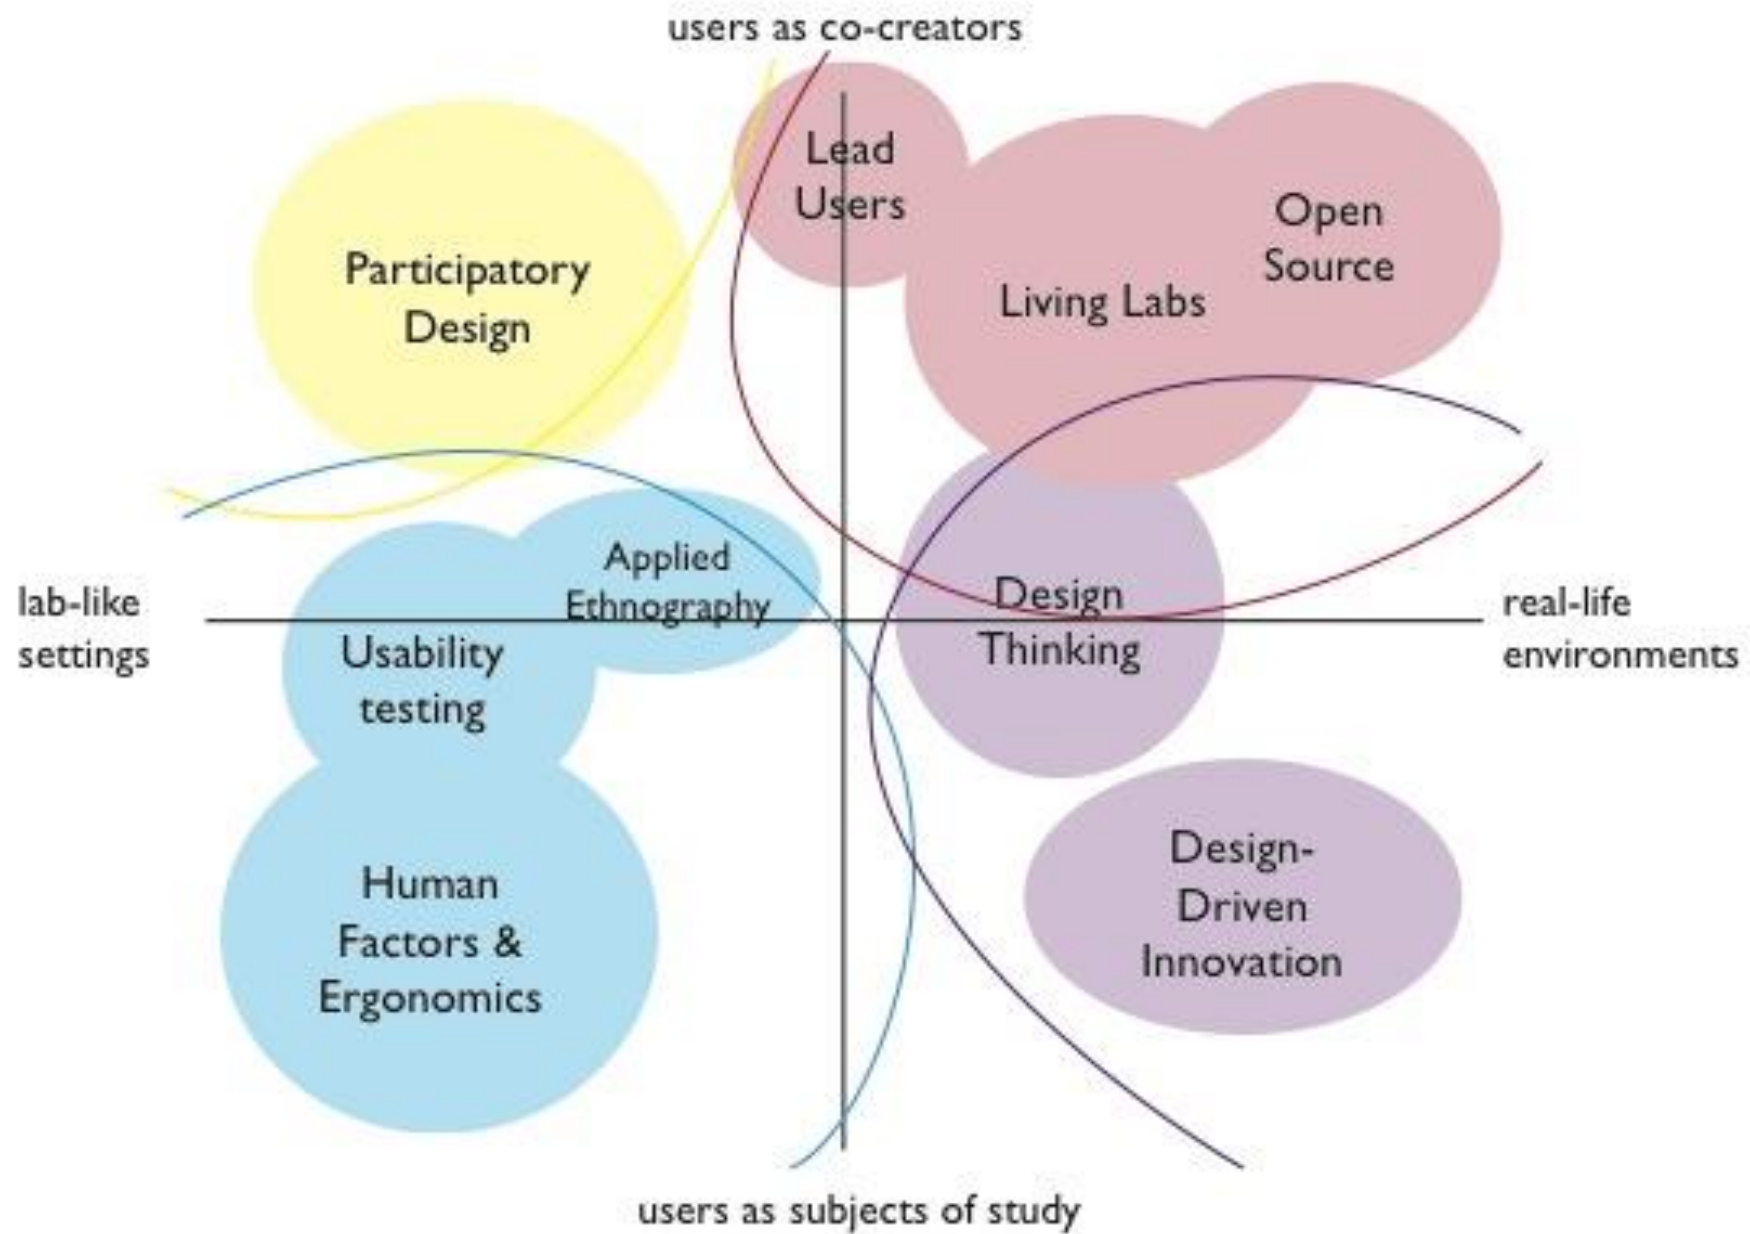 users as co-creators
Lead
Users
Open
Source
Living Labs
Participatory
Design
Applied
Ethnography
lab-like
settings
Usability
testing
Design
Thinking
real-life
environments
Human
Factors &
Ergonomics
Design-
Driven
Innovation
users as subjects of study